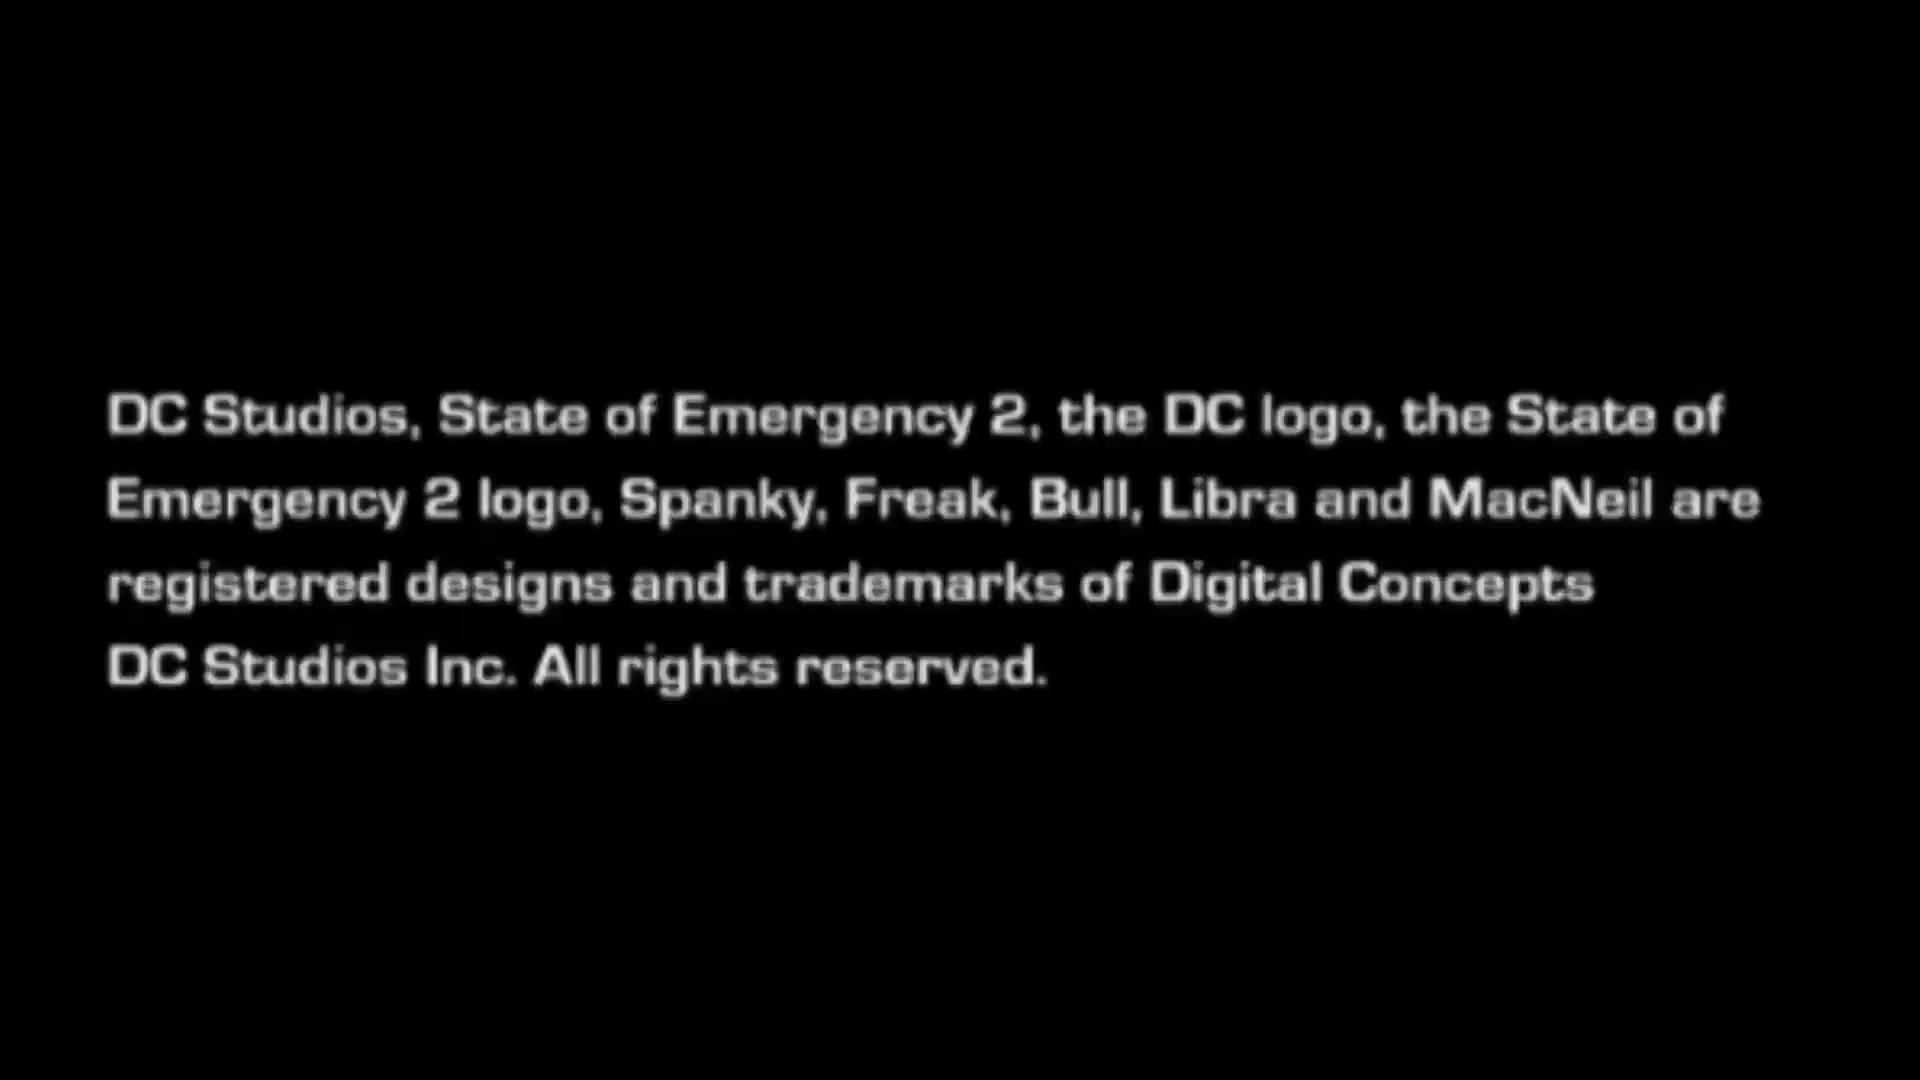 DC Studios, State of Emergency 2, the DC logo, the State of
Emergency 2 logo, Spanky, Freak, Bull, Libra and MacNeil are
registered designs and trademarks of Digital Concepts
DC Studios Inc. All rights reserved.